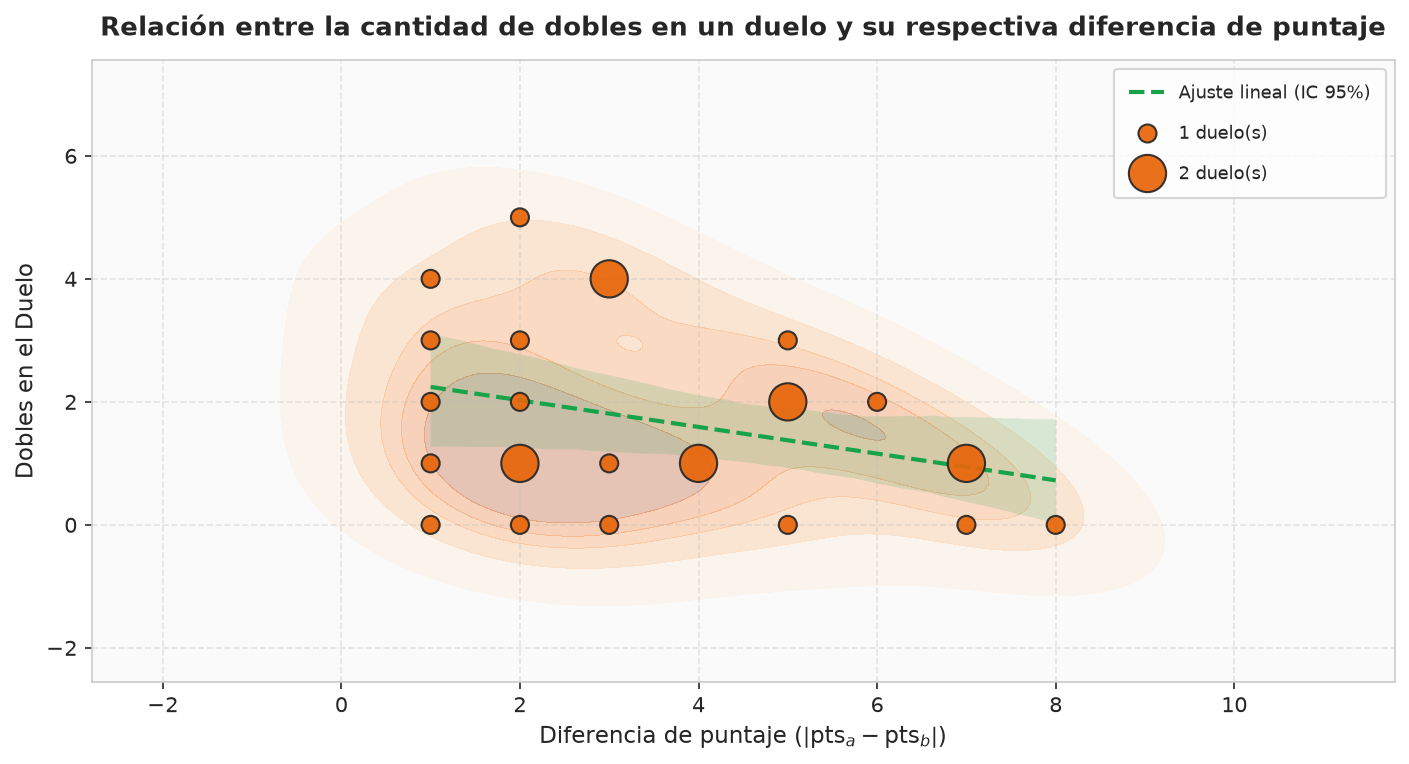 Relación entre la cantidad de dobles en un duelo y su respectiva diferencia de puntaje
Ajuste lineal (IC 95%)
1 duelo(s)
2 duelo(s)
Dobles en el Duelo
6
4
2
0
−2
−2 0 2 4 6 8 10
Diferencia de puntaje (|ptsₐ − pts_b|)